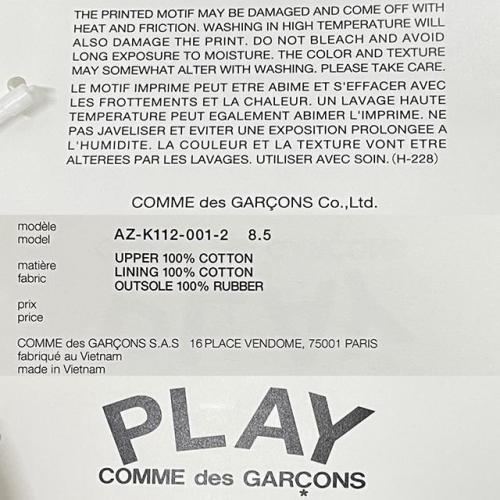 THE PRINTED MOTIF MAY BE DAMAGED AND COME OFF WITH
HEAT AND FRICTION. WASHING IN HIGH TEMPERATURE WILL
ALSO DAMAGE THE PRINT. DO NOT BLEACH AND AVOID
LONG EXPOSURE TO MOISTURE. THE COLOR AND TEXTURE
MAY SOMEWHAT ALTER WITH WASHING. PLEASE TAKE CARE.
LE MOTIF IMPRIME PEUT ETRE ABIME ET S'EFFACER AVEC
LES FROTTEMENTS ET LA CHALEUR. UN LAVAGE HAUTE
TEMPERATURE PEUT EGALEMENT ABIMER L'IMPRIME. NE
PAS JAVELISER ET EVITER UNE EXPOSITION PROLONGEE A
L'HUMIDITE. LA COULEUR ET LA TEXTURE VONT ETRE
ALTEREES PAR LES LAVAGES. UTILISER AVEC SOIN. (H-228)
COMME des GARÇONS Co.,Ltd.
modèle
model AZ-K112-001-2 8.5
matière UPPER 100% COTTON
fabric LINING 100% COTTON
OUTSOLE 100% RUBBER
prix
price
COMME des GARÇONS S.A.S 16 PLACE VENDOME, 75001 PARIS
fabriqué au Vietnam
made in Vietnam
PLAY
COMME des GARÇONS
*